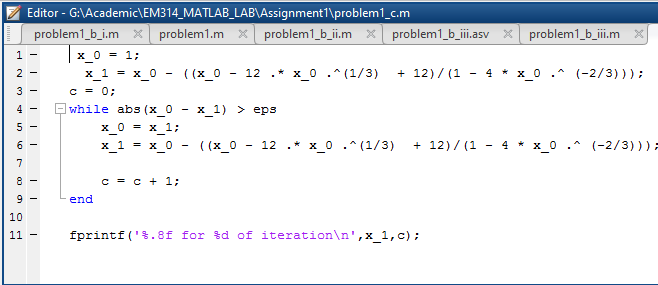 Editor - G:\Academic\EM314_MATLAB_LAB\Assignment1\problem1_c.m
problem1_b_i.m problem1.m problem1_b_ii.m problem1_b_iii.asv problem1_b_iii.m
1 x_0 = 1;
2 x_1 = x_0 - ((x_0 - 12 .* x_0 .^(1/3)  + 12)/(1 - 4 * x_0 .^ (-2/3)));
3 c = 0;
4 while abs(x_0 - x_1) > eps
5 x_0 = x_1;
6 x_1 = x_0 - ((x_0 - 12 .* x_0 .^(1/3)  + 12)/(1 - 4 * x_0 .^ (-2/3)));
7
8 c = c + 1;
9 end
10
11 fprintf('%.8f for %d of iteration\n',x_1,c);